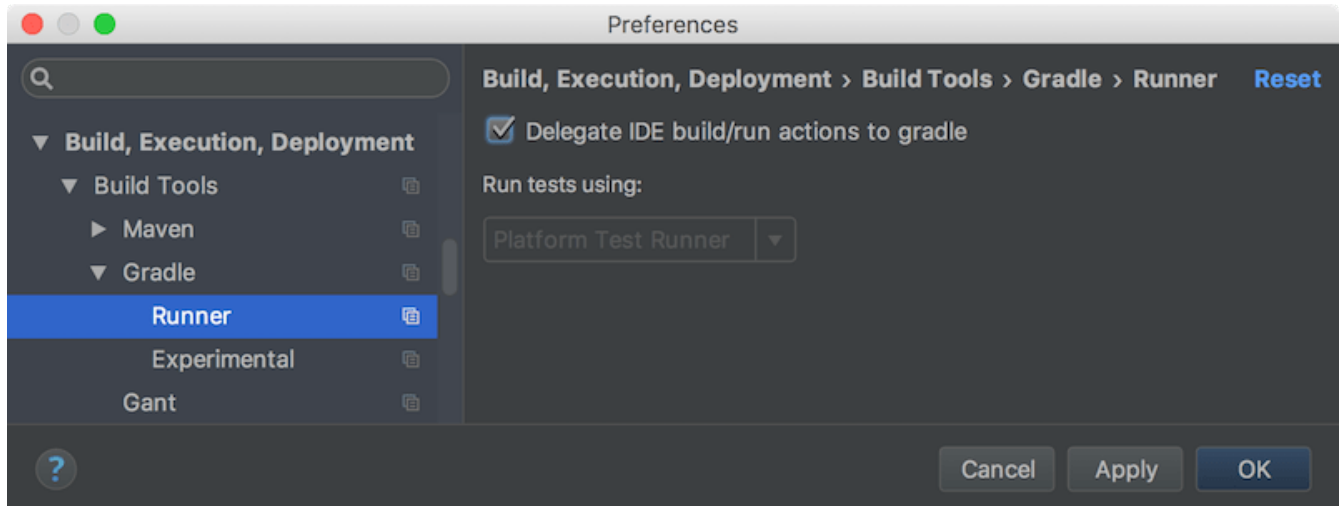 Preferences
Build, Execution, Deployment › Build Tools › Gradle › Runner Reset
Delegate IDE build/run actions to gradle
Run tests using:
Platform Test Runner
Build, Execution, Deployment
Build Tools
Maven
Gradle
Runner
Experimental
Gant
?
Cancel Apply OK